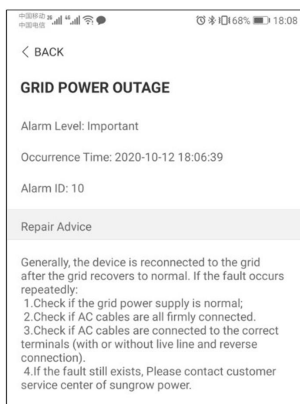 中国移动 26 46
中国电信
68% 18:08
< BACK
GRID POWER OUTAGE
Alarm Level: Important
Occurrence Time: 2020-10-12 18:06:39
Alarm ID: 10
Repair Advice
Generally, the device is reconnected to the grid
after the grid recovers to normal. If the fault occurs
repeatedly:
1.Check if the grid power supply is normal;
2.Check if AC cables are all firmly connected.
3.Check if AC cables are connected to the correct
terminals (with or without live line and reverse
connection).
4.If the fault still exists, Please contact customer
service center of sungrow power.